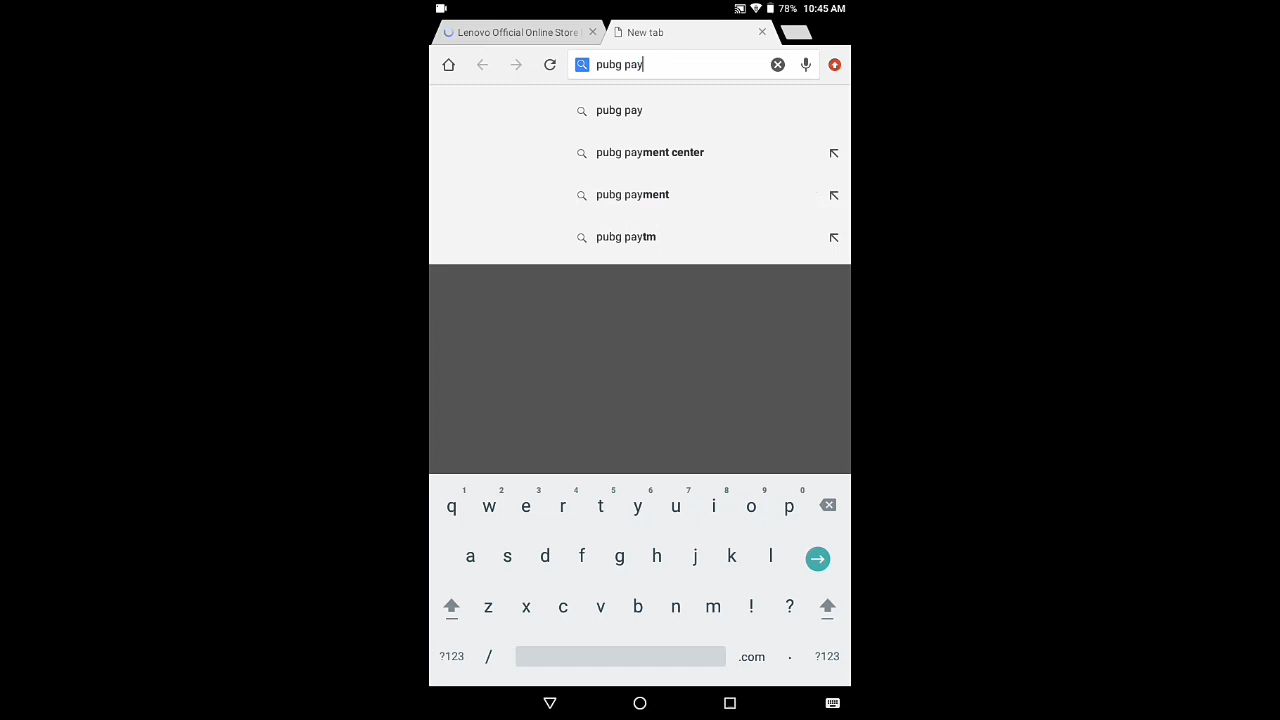 78% 10:45 AM
Lenovo Official Online Store
New tab
pubg pay
pubg pay
pubg payment center
pubg payment
pubg paytm
1 2 3 4 5 6 7 8 9 0
q w e r t y u i o p
a s d f g h j k l
z x c v b n m ! ?
?123 / .com . ?123